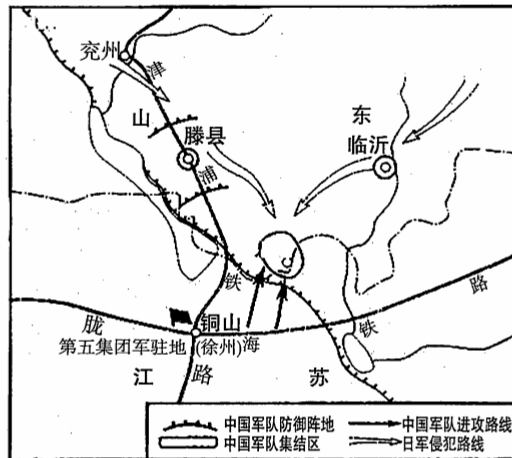 兖州
津
山
东
滕县
临沂
浦
铁
路
陇
铜山
海
铁
第五集团军驻地
(徐州)
江
路
苏
中国军队防御阵地
中国军队进攻路线
中国军队集结区
日军侵犯路线